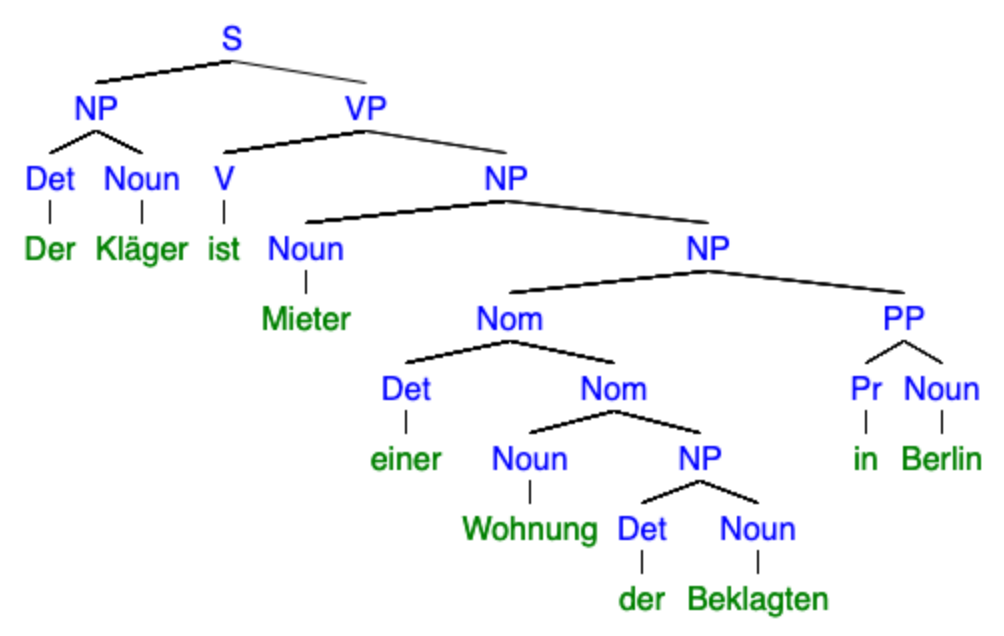 S
NP VP
Det Noun V NP
Der Kläger ist Noun NP
Mieter Nom PP
Det Nom Pr Noun
einer Noun NP in Berlin
Wohnung Det Noun
der Beklagten